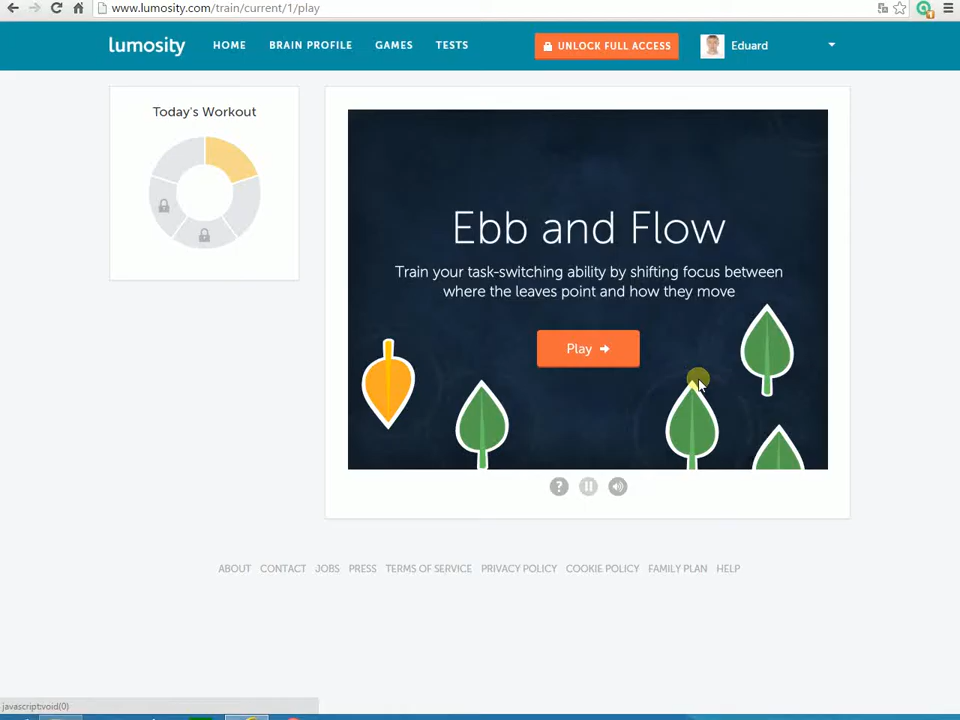 www.lumosity.com/train/current/1/play
lumosity HOME BRAIN PROFILE GAMES TESTS UNLOCK FULL ACCESS Eduard
Today's Workout
Ebb and Flow
Train your task-switching ability by shifting focus between
where the leaves point and how they move
Play
ABOUT CONTACT JOBS PRESS TERMS OF SERVICE PRIVACY POLICY COOKIE POLICY FAMILY PLAN HELP
javascript:void(0)